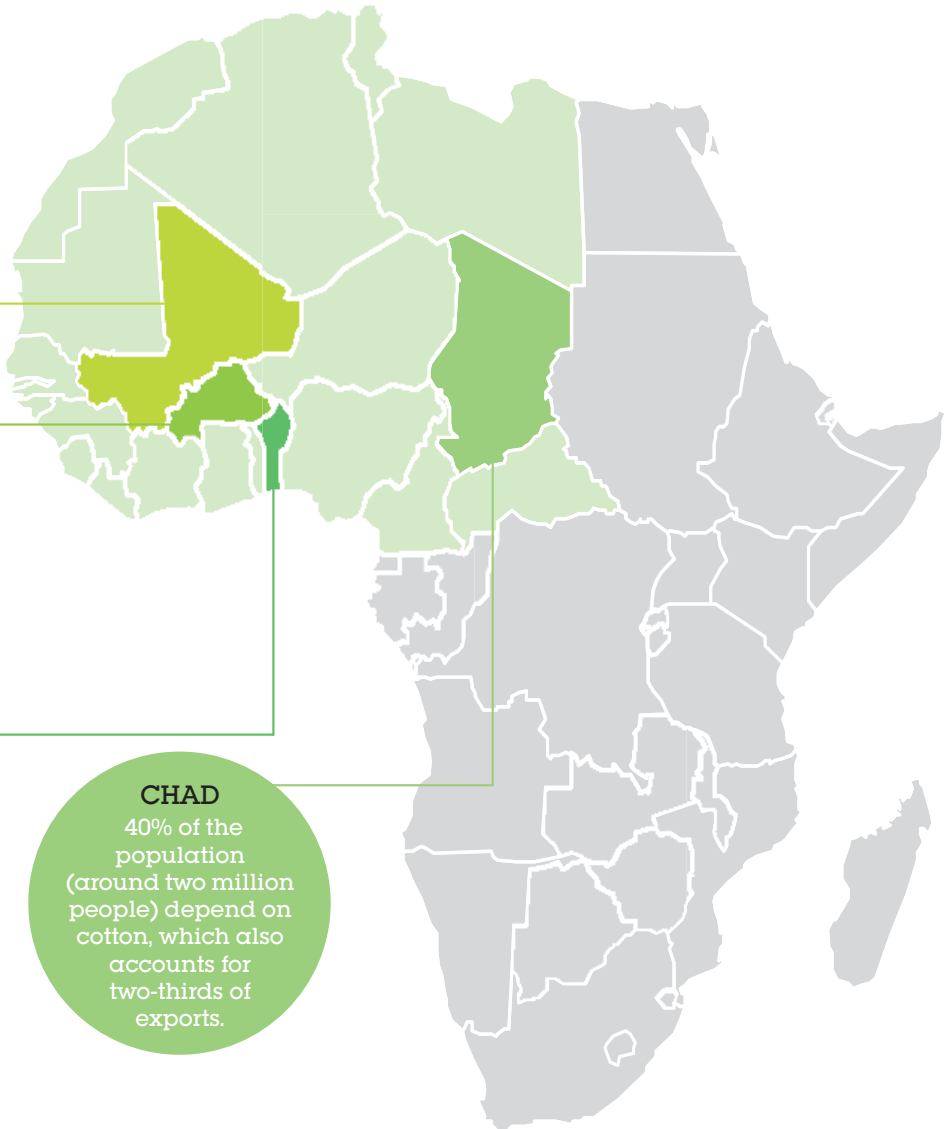 CHAD
40% of the
population
(around two million
people) depend on
cotton, which also
accounts for
two-thirds of
exports.